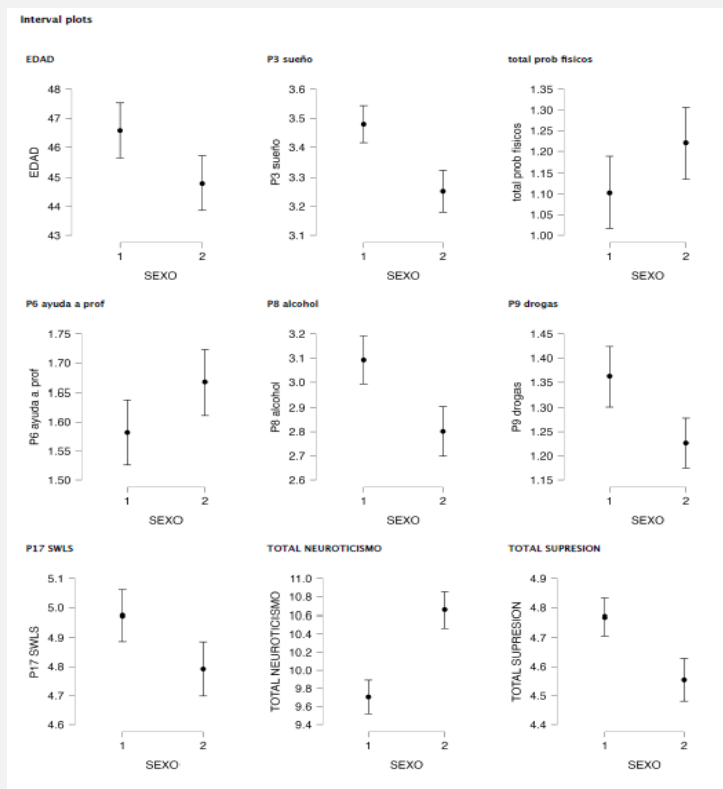 Interval plots
EDAD
48
47
46
45
44
43
EDAD
1 2
SEXO
P3 sueño
3.6
3.5
3.4
3.3
3.2
3.1
P3 sueño
1 2
SEXO
total prob fisicos
1.35
1.30
1.25
1.20
1.15
1.10
1.05
1.00
total prob físicos
1 2
SEXO
P6 ayuda a prof
1.75
1.70
1.65
1.60
1.55
1.50
P6 ayuda a. prof
1 2
SEXO
P8 alcohol
3.2
3.1
3.0
2.9
2.8
2.7
2.6
P8 alcohol
1 2
SEXO
P9 drogas
1.45
1.40
1.35
1.30
1.25
1.20
1.15
P9 drogas
1 2
SEXO
P17 SWLS
5.1
5.0
4.9
4.8
4.7
4.6
P17 SWLS
1 2
SEXO
TOTAL NEUROTICISMO
11.0
10.8
10.6
10.4
10.2
10.0
9.8
9.6
9.4
TOTAL NEUROTICISMO
1 2
SEXO
TOTAL SUPRESION
4.9
4.8
4.7
4.6
4.5
4.4
TOTAL SUPRESION
1 2
SEXO